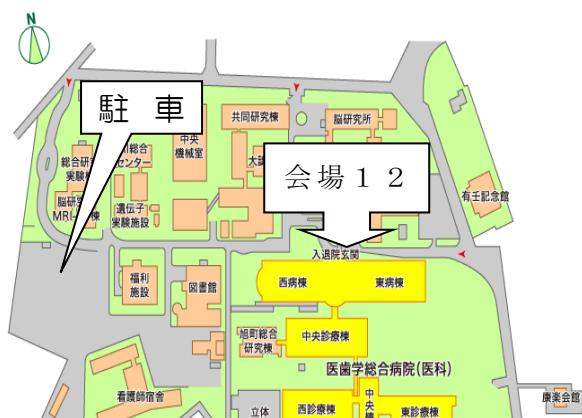 N
駐 車
共同研究棟
脳研究所
中央
機械室
総合研究
実験棟
センター
会場１２
脳研究
MRI
棟
遺伝子
実験施設
有壬記念館
入退院玄関
福利
施設
図書館
西病棟
東病棟
旭町総合
研究棟
中央診療棟
医歯学総合病院(医科)
看護師宿舎
立体
西診療棟
中央
東診療棟
康楽会館